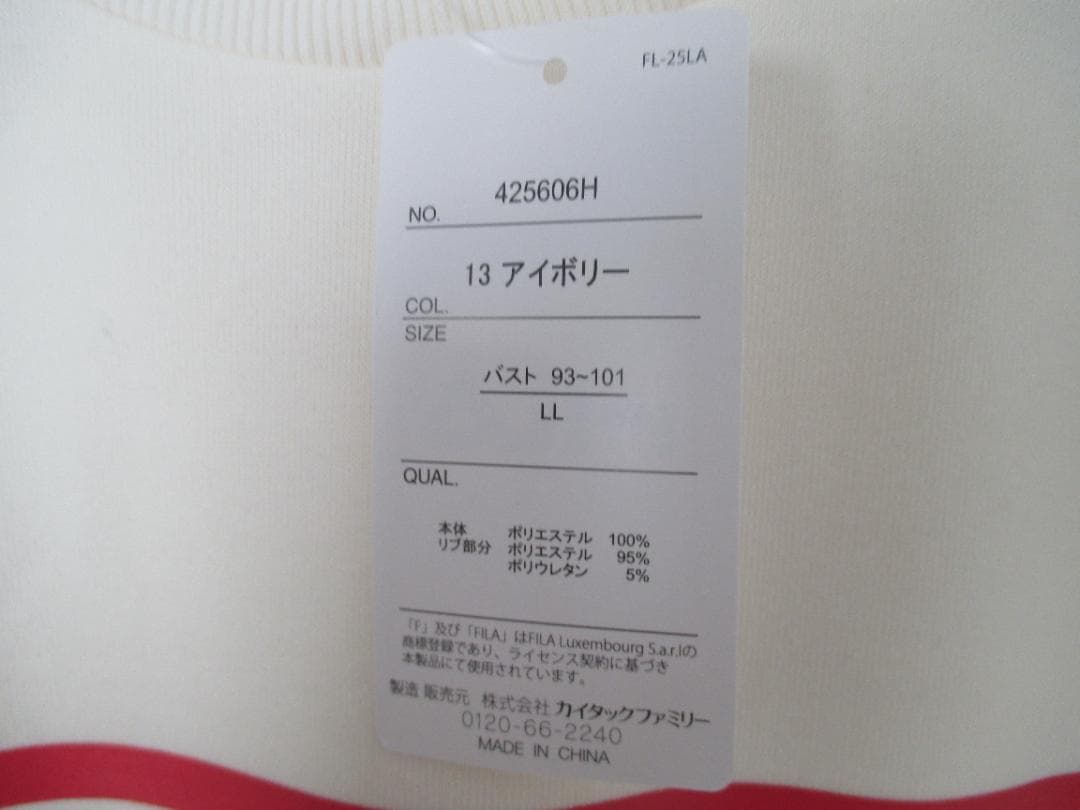 FL-25LA
425606H
NO.
13 アイボリー
COL.
SIZE
バスト 93~101
LL
QUAL.
本体 ポリエステル 100%
リブ部分 ポリエステル 95%
ポリウレタン 5%
「F」及び「FILA」はFILA Luxembourg S.a.r.lの
商標登録であり、ライセンス契約に基づき
本製品にて使用されています。
製造 販売元 株式会社 カイタックファミリー
0120-66-2240
MADE IN CHINA